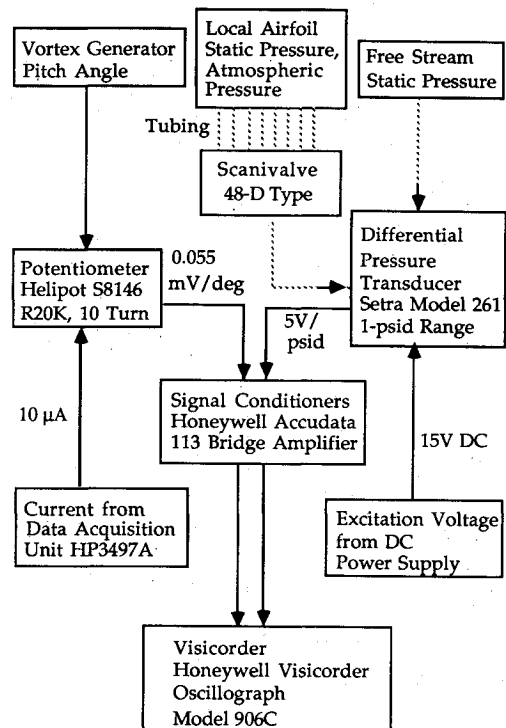 Vortex Generator
Pitch Angle
Local Airfoil
Static Pressure,
Atmospheric
Pressure
Free Stream
Static Pressure
Tubing
Scanivalve
48-D Type
Potentiometer
Helipot S8146
R20K, 10 Turn
0.055
mV/deg
Differential
Pressure
Transducer
Setra Model 261
1-psid Range
5V/
psid
10 μA
Signal Conditioners
Honeywell Accudata
113 Bridge Amplifier
15V DC
Current from
Data Acquisition
Unit HP3497A
Excitation Voltage
from DC
Power Supply
Visicorder
Honeywell Visicorder
Oscillograph
Model 906C